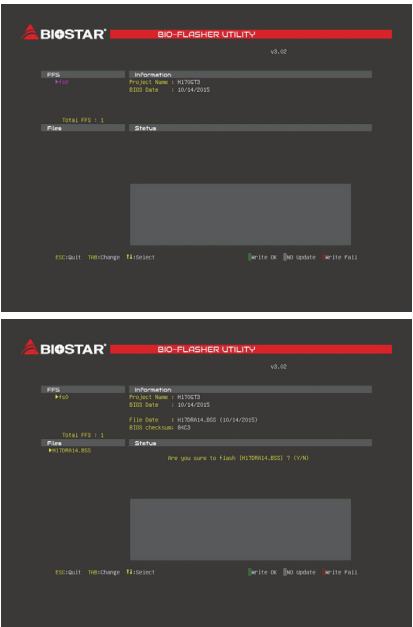 BIOSTAR
BIO-FLASHER UTILITY
v3.02
FFS
Information
fs0
Project Name : H170GT3
BIOS Date : 10/14/2015
Total FFS : 1
Files
Status
ESC:Quit TAB:Change ↑↓:Select
Write OK NO Update Write Fail
BIOSTAR
BIO-FLASHER UTILITY
v3.02
FFS
Information
fs0
Project Name : H170GT3
BIOS Date : 10/14/2015
File Date : H17DRA14.BSS (10/14/2015)
BIOS checksum: 84C3
Total FFS : 1
Files
Status
H17DRA14.BSS
Are you sure to flash (H17DRA14.BSS) ? (Y/N)
ESC:Quit TAB:Change ↑↓:Select
Write OK NO Update Write Fail